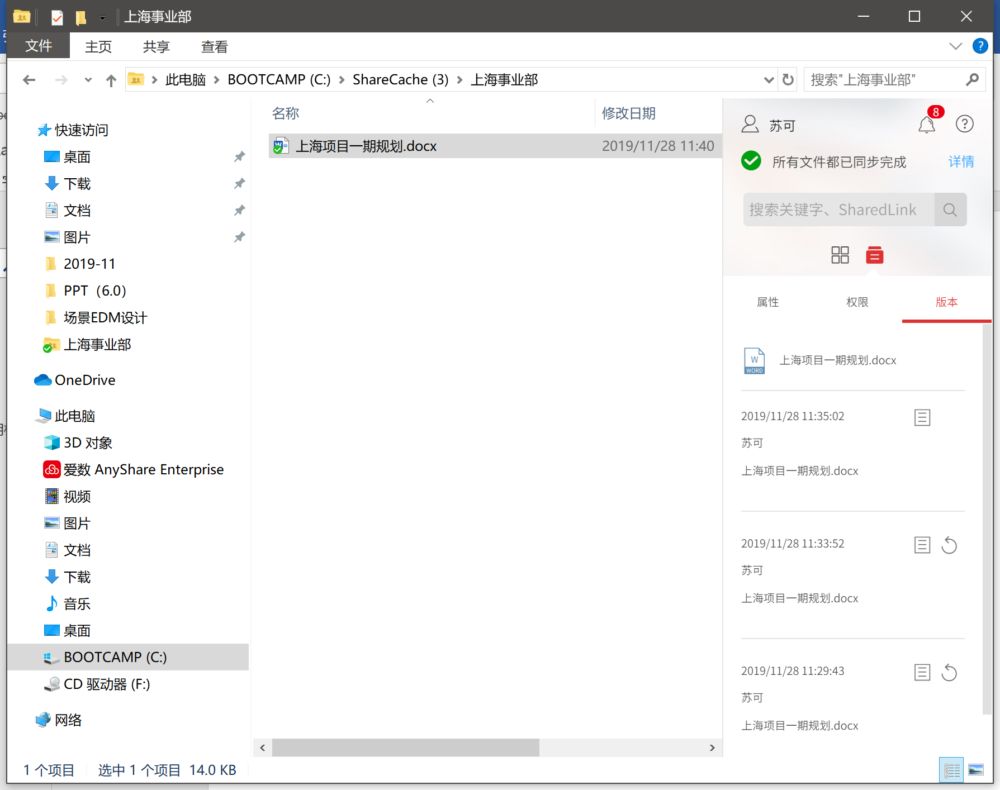 上海事业部
文件 主页 共享 查看
此电脑 BOOTCAMP (C:) ShareCache (3) 上海事业部
搜索"上海事业部"
快速访问
桌面
下载
文档
图片
2019-11
PPT（6.0）
场景EDM设计
上海事业部
OneDrive
此电脑
3D 对象
爱数 AnyShare Enterprise
视频
图片
文档
下载
音乐
桌面
BOOTCAMP (C:)
CD 驱动器 (F:)
网络
名称 修改日期
上海项目一期规划.docx 2019/11/28 11:40
苏可 8
所有文件都已同步完成 详情
搜索关键字、SharedLink
属性 权限 版本
WORD 上海项目一期规划.docx
2019/11/28 11:35:02
苏可
上海项目一期规划.docx
2019/11/28 11:33:52
苏可
上海项目一期规划.docx
2019/11/28 11:29:43
苏可
上海项目一期规划.docx
1 个项目 选中 1 个项目 14.0 KB